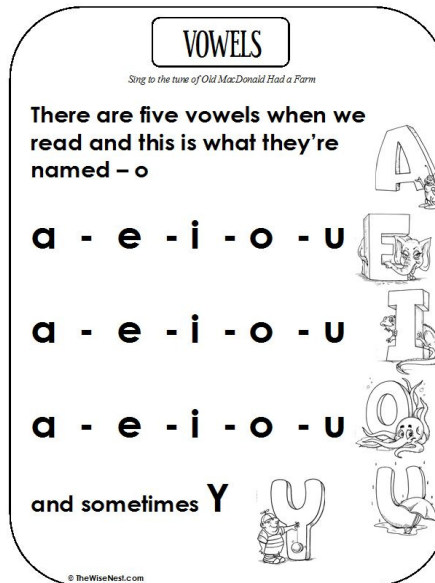 VOWELS
Sing to the tune of Old MacDonald Had a Farm
There are five vowels when we
read and this is what they're
named – o
a - e - i - o - u
a - e - i - o - u
a - e - i - o - u
and sometimes Y
A
E
I
O
U
Y
© TheWiseNest.com